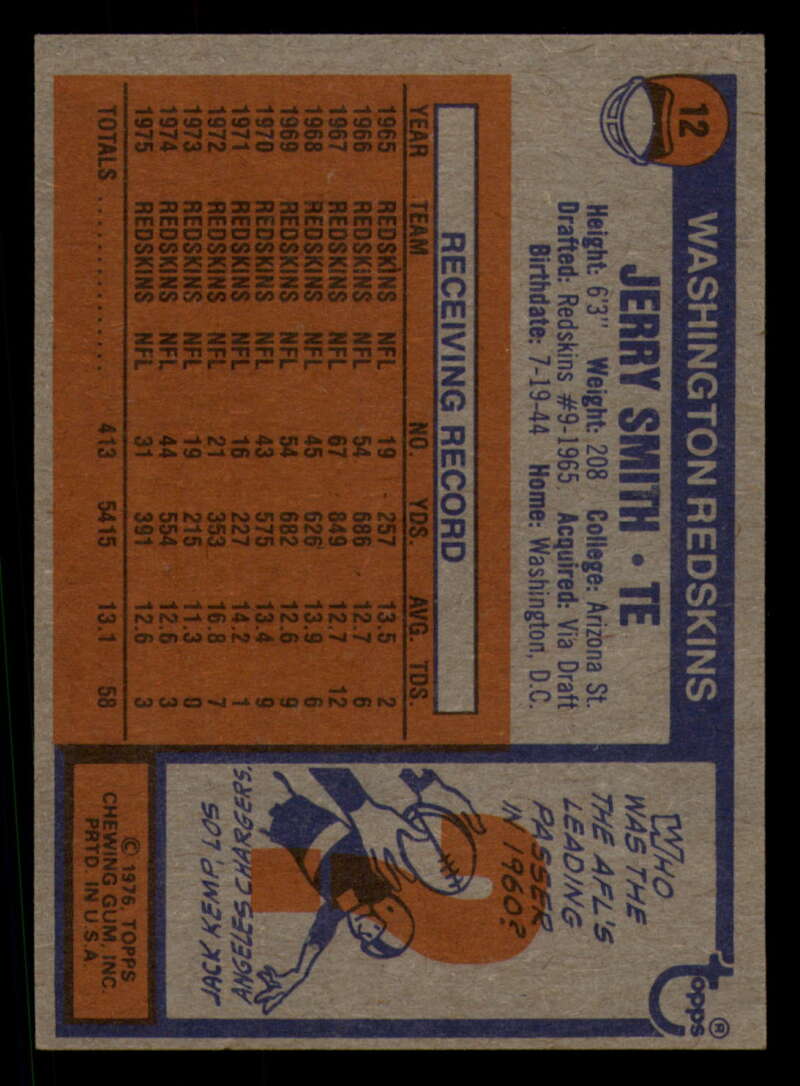 12
WASHINGTON REDSKINS
JERRY SMITH • TE
Height: 6'3" Weight: 208 College: Arizona St.
Drafted: Redskins #9-1965 Acquired: Via Draft
Birthdate: 7-19-44 Home: Washington, D.C.
RECEIVING RECORD
YEAR TEAM NO. YDS. AVG. TDS.
1965 REDSKINS NFL 19 257 13.5 2
1966 REDSKINS NFL 54 686 12.7 6
1967 REDSKINS NFL 67 849 12.7 12
1968 REDSKINS NFL 45 626 13.9 6
1969 REDSKINS NFL 54 682 12.6 9
1970 REDSKINS NFL 43 575 13.4 9
1971 REDSKINS NFL 16 227 14.2 1
1972 REDSKINS NFL 21 353 16.8 7
1973 REDSKINS NFL 19 215 11.3 0
1974 REDSKINS NFL 44 554 12.6 3
1975 REDSKINS NFL 31 391 12.6 3
TOTALS .................. 413 5415 13.1 58
topps®
WHO
WAS THE
THE AFL'S
LEADING
PASSER
IN 1960?
JACK KEMP, LOS
ANGELES CHARGERS.
© 1976, TOPPS
CHEWING GUM, INC.
PRTD. IN U.S.A.